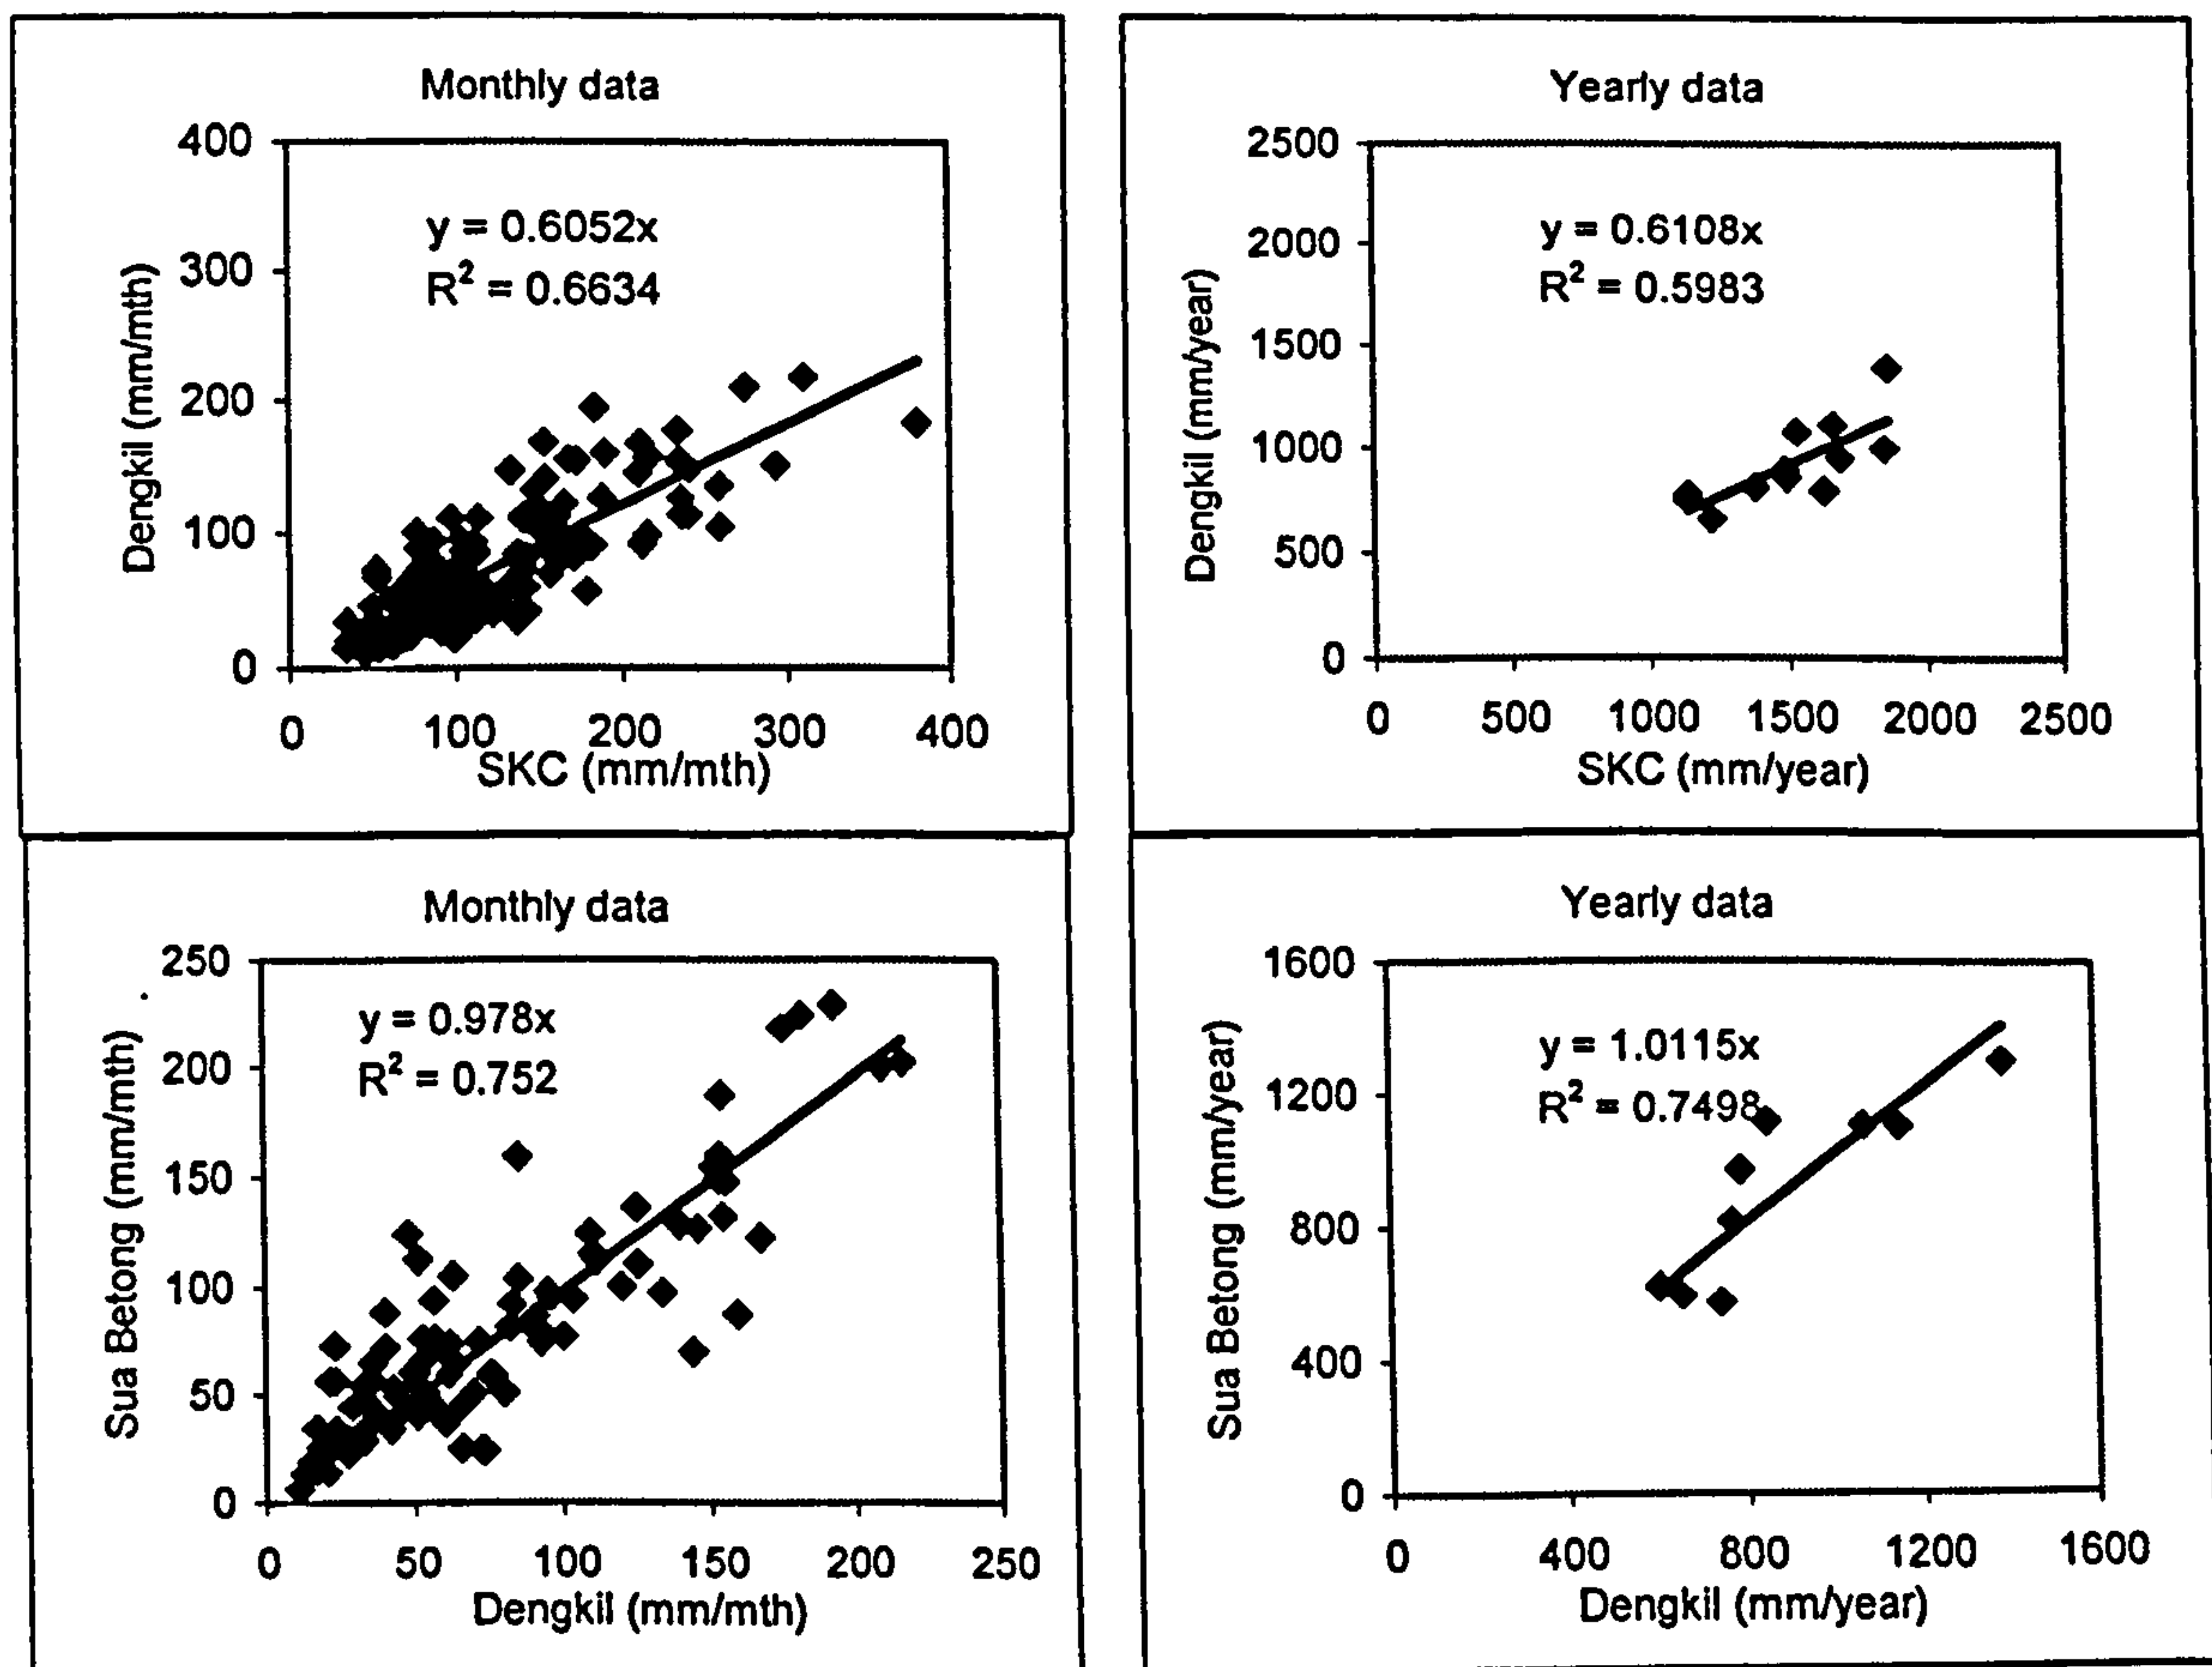 Monthly data
400
300
200
100
0
y = 0.6052x
R² = 0.6634
Dengkil (mm/mth)
0 100 200 300 400
SKC (mm/mth)
Yearly data
2500
2000
1500
1000
500
0
y = 0.6108x
R² = 0.5983
Dengkil (mm/year)
0 500 1000 1500 2000 2500
SKC (mm/year)
Monthly data
250
200
150
100
50
0
y = 0.978x
R² = 0.752
Sua Betong (mm/mth)
0 50 100 150 200 250
Dengkil (mm/mth)
Yearly data
1600
1200
800
400
0
y = 1.0115x
R² = 0.7498
Sua Betong (mm/year)
0 400 800 1200 1600
Dengkil (mm/year)